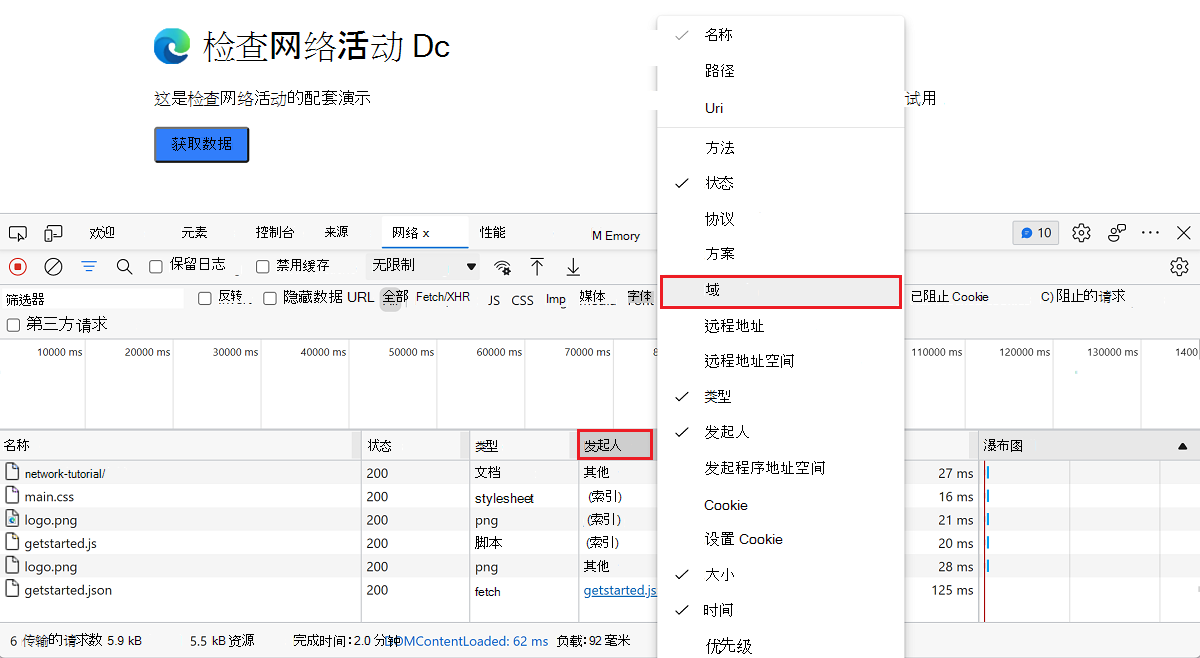 检查网络活动 Dc
这是检查网络活动的配套演示
试用
获取数据
欢迎 元素 控制台 来源 网络 x 性能 M Emory 10
保留日志 禁用缓存 无限制
筛选器 反转 隐藏数据 URL 全部 Fetch/XHR JS CSS Img 媒体 字体 已阻止 Cookie C) 阻止的请求
第三方请求
10000 ms 20000 ms 30000 ms 40000 ms 50000 ms 60000 ms 70000 ms 8 110000 ms 120000 ms 130000 ms 1400
名称 状态 类型 发起人 瀑布图
network-tutorial/ 200 文档 其他 27 ms
main.css 200 stylesheet (索引) 16 ms
logo.png 200 png (索引) 21 ms
getstarted.js 200 脚本 (索引) 20 ms
logo.png 200 png 其他 28 ms
getstarted.json 200 fetch getstarted.js 125 ms
6 传输的请求数 5.9 kB 5.5 kB 资源 完成时间：2.0 分钟 DOMContentLoaded: 62 ms 负载：92 毫米
名称
路径
Uri
方法
状态
协议
方案
域
远程地址
远程地址空间
类型
发起人
发起程序地址空间
Cookie
设置 Cookie
大小
时间
优先级